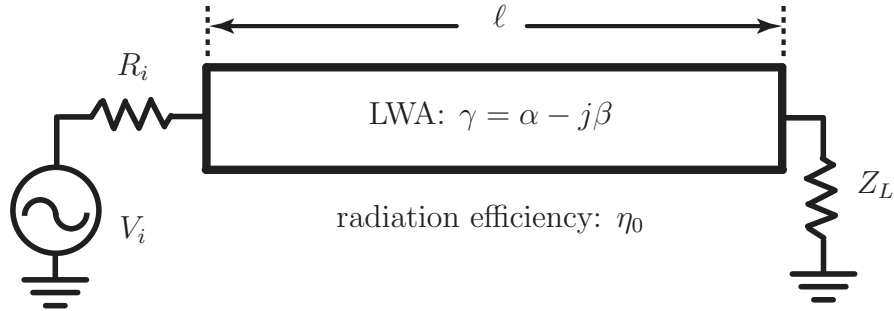 ℓ
R_i
LWA: γ = α − jβ
Z_L
V_i
radiation efficiency: η_0